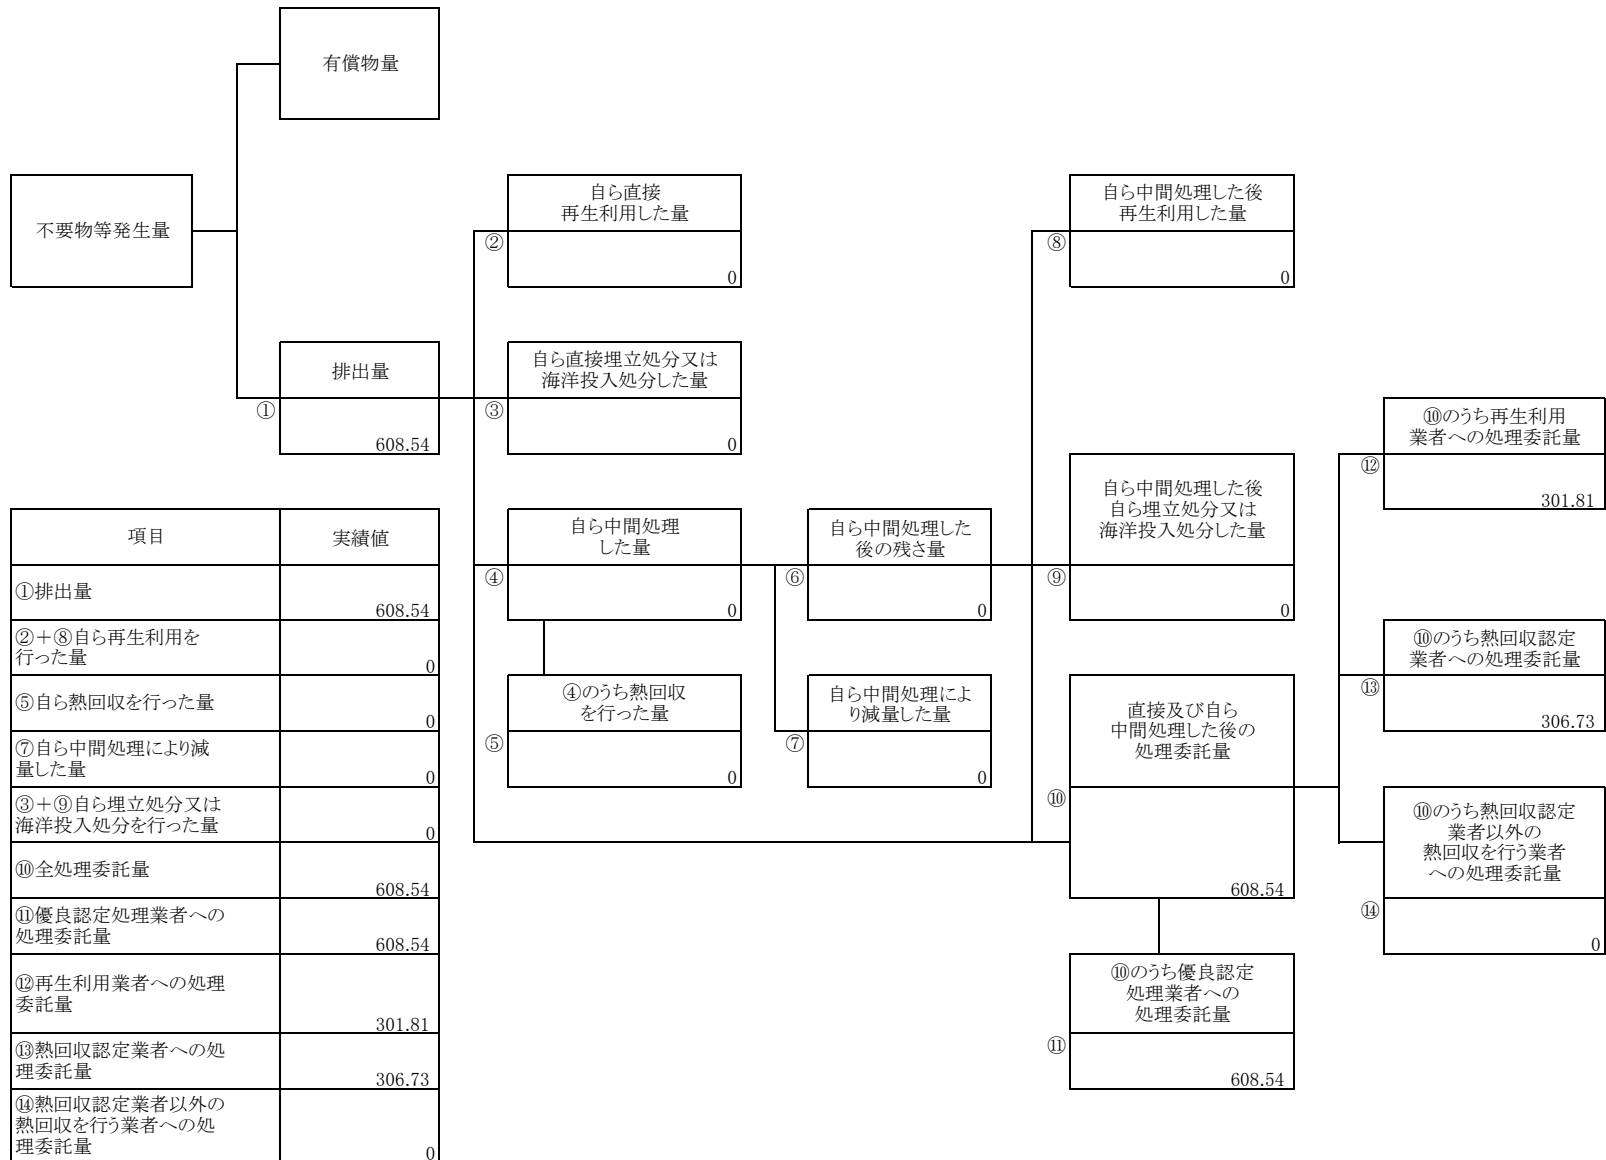 有償物量
不要物等発生量
自ら直接
再生利用した量
②
0
自ら中間処理した後
再生利用した量
⑧
0
排出量
①
608.54
自ら直接埋立処分又は
海洋投入処分した量
③
0
⑩のうち再生利用
業者への処理委託量
⑫
301.81
自ら中間処理
した量
④
0
自ら中間処理した
後の残さ量
⑥
0
自ら中間処理した後
自ら埋立処分又は
海洋投入処分した量
⑨
0
⑩のうち熱回収認定
業者への処理委託量
⑬
306.73
④のうち熱回収
を行った量
⑤
0
自ら中間処理によ
り減量した量
⑦
0
直接及び自ら
中間処理した後の
処理委託量
⑩
608.54
⑩のうち熱回収認定
業者以外の
熱回収を行う業者
への処理委託量
⑭
0
⑩のうち優良認定
処理業者への
処理委託量
⑪
608.54
項目 実績値
①排出量
608.54
②＋⑧自ら再生利用を
行った量
0
⑤自ら熱回収を行った量
0
⑦自ら中間処理により減
量した量
0
③＋⑨自ら埋立処分又は
海洋投入処分を行った量
0
⑩全処理委託量
608.54
⑪優良認定処理業者への
処理委託量
608.54
⑫再生利用業者への処理
委託量
301.81
⑬熱回収認定業者への処
理委託量
306.73
⑭熱回収認定業者以外の
熱回収を行う業者への処
理委託量
0